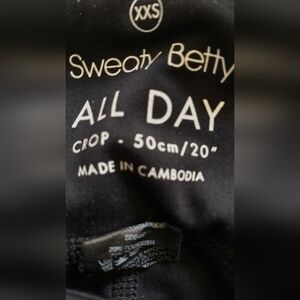 XXS
Sweaty Betty
ALL DAY
CROP - 50cm/20"
MADE IN CAMBODIA